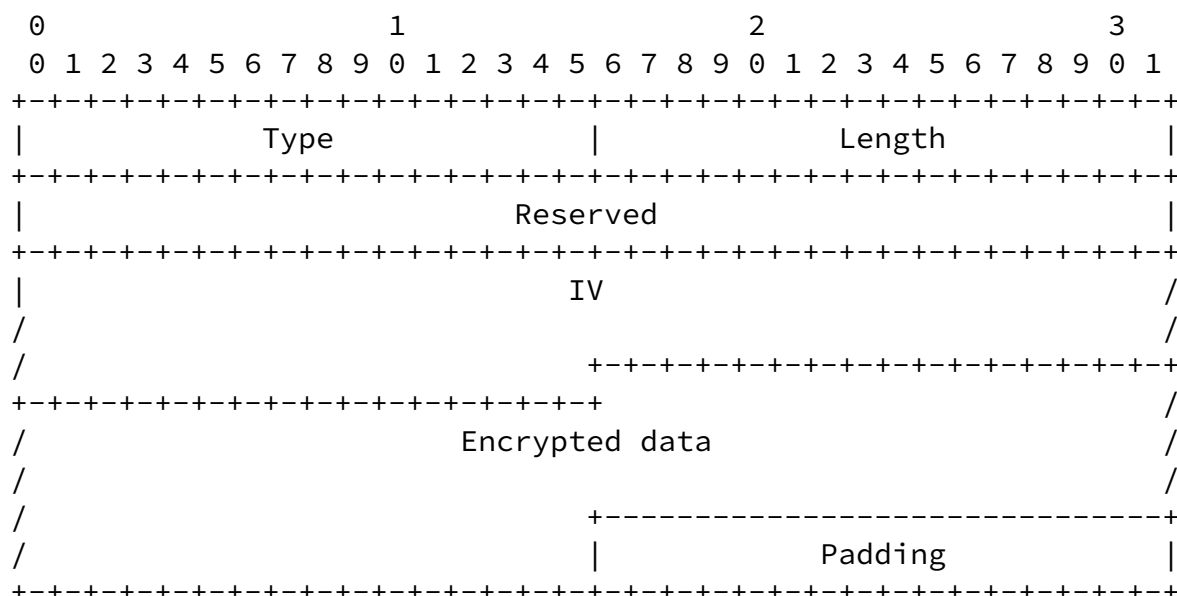 0                   1                   2                   3
0 1 2 3 4 5 6 7 8 9 0 1 2 3 4 5 6 7 8 9 0 1 2 3 4 5 6 7 8 9 0 1
Type Length
Reserved
IV
Encrypted data
Padding